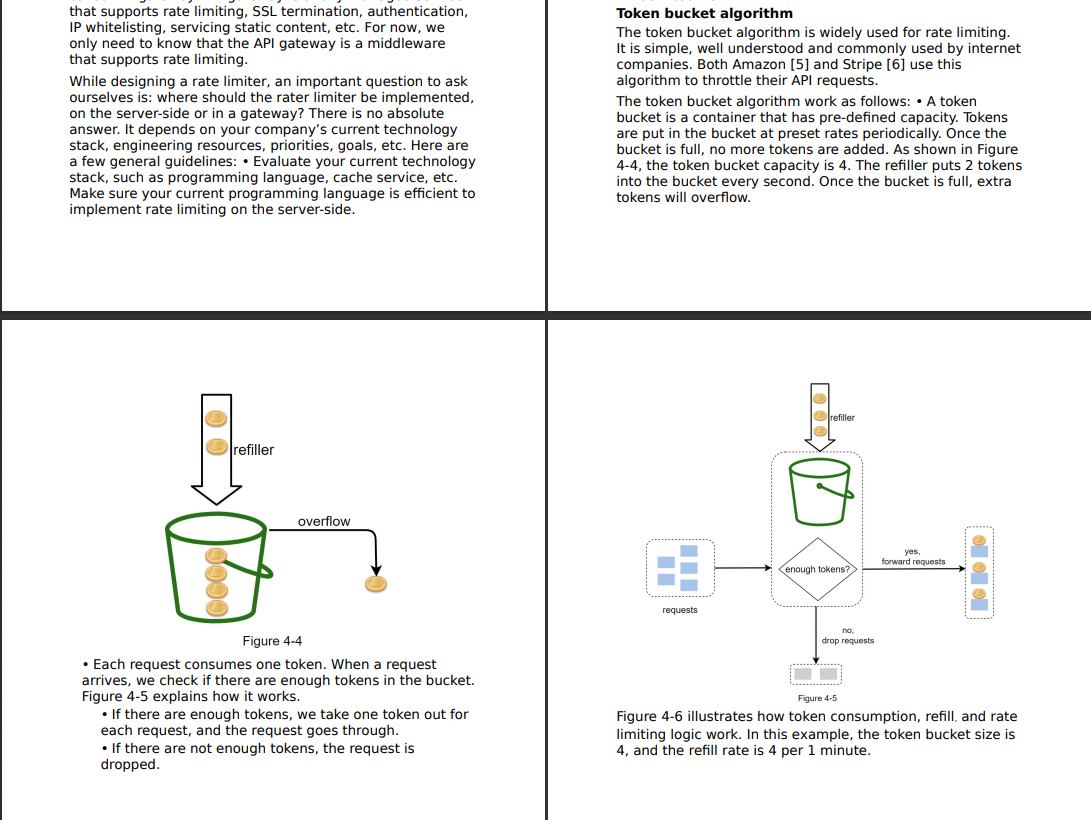 that supports rate limiting, SSL termination, authentication,
IP whitelisting, servicing static content, etc. For now, we
only need to know that the API gateway is a middleware
that supports rate limiting.
While designing a rate limiter, an important question to ask
ourselves is: where should the rater limiter be implemented,
on the server-side or in a gateway? There is no absolute
answer. It depends on your company's current technology
stack, engineering resources, priorities, goals, etc. Here are
a few general guidelines: • Evaluate your current technology
stack, such as programming language, cache service, etc.
Make sure your current programming language is efficient to
implement rate limiting on the server-side.
Token bucket algorithm
The token bucket algorithm is widely used for rate limiting.
It is simple, well understood and commonly used by internet
companies. Both Amazon [5] and Stripe [6] use this
algorithm to throttle their API requests.
The token bucket algorithm work as follows: • A token
bucket is a container that has pre-defined capacity. Tokens
are put in the bucket at preset rates periodically. Once the
bucket is full, no more tokens are added. As shown in Figure
4-4, the token bucket capacity is 4. The refiller puts 2 tokens
into the bucket every second. Once the bucket is full, extra
tokens will overflow.
refiller
overflow
Figure 4-4
• Each request consumes one token. When a request
arrives, we check if there are enough tokens in the bucket.
Figure 4-5 explains how it works.
• If there are enough tokens, we take one token out for
each request, and the request goes through.
• If there are not enough tokens, the request is
dropped.
refiller
enough tokens?
yes,
forward requests
requests
no,
drop requests
Figure 4-5
Figure 4-6 illustrates how token consumption, refill, and rate
limiting logic work. In this example, the token bucket size is
4, and the refill rate is 4 per 1 minute.